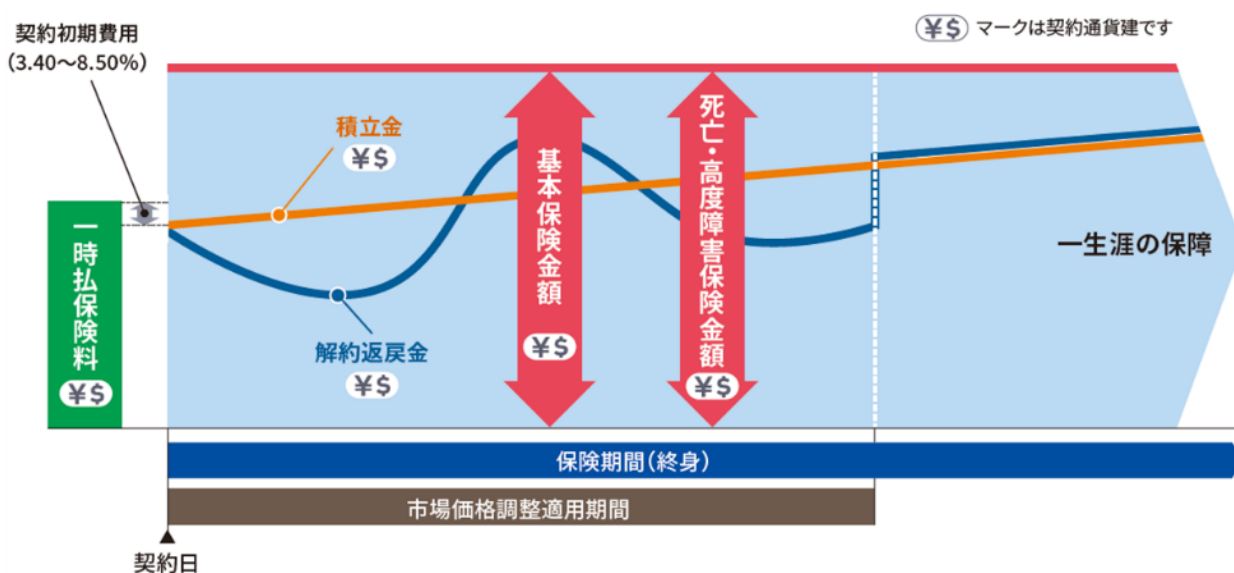 契約初期費用
(3.40～8.50%)
¥$ マークは契約通貨建です
積立金
¥$
基本保険金額
¥$
死亡・高度障害保険金額
¥$
一時払保険料
¥$
解約返戻金
¥$
一生涯の保障
保険期間(終身)
市場価格調整適用期間
契約日